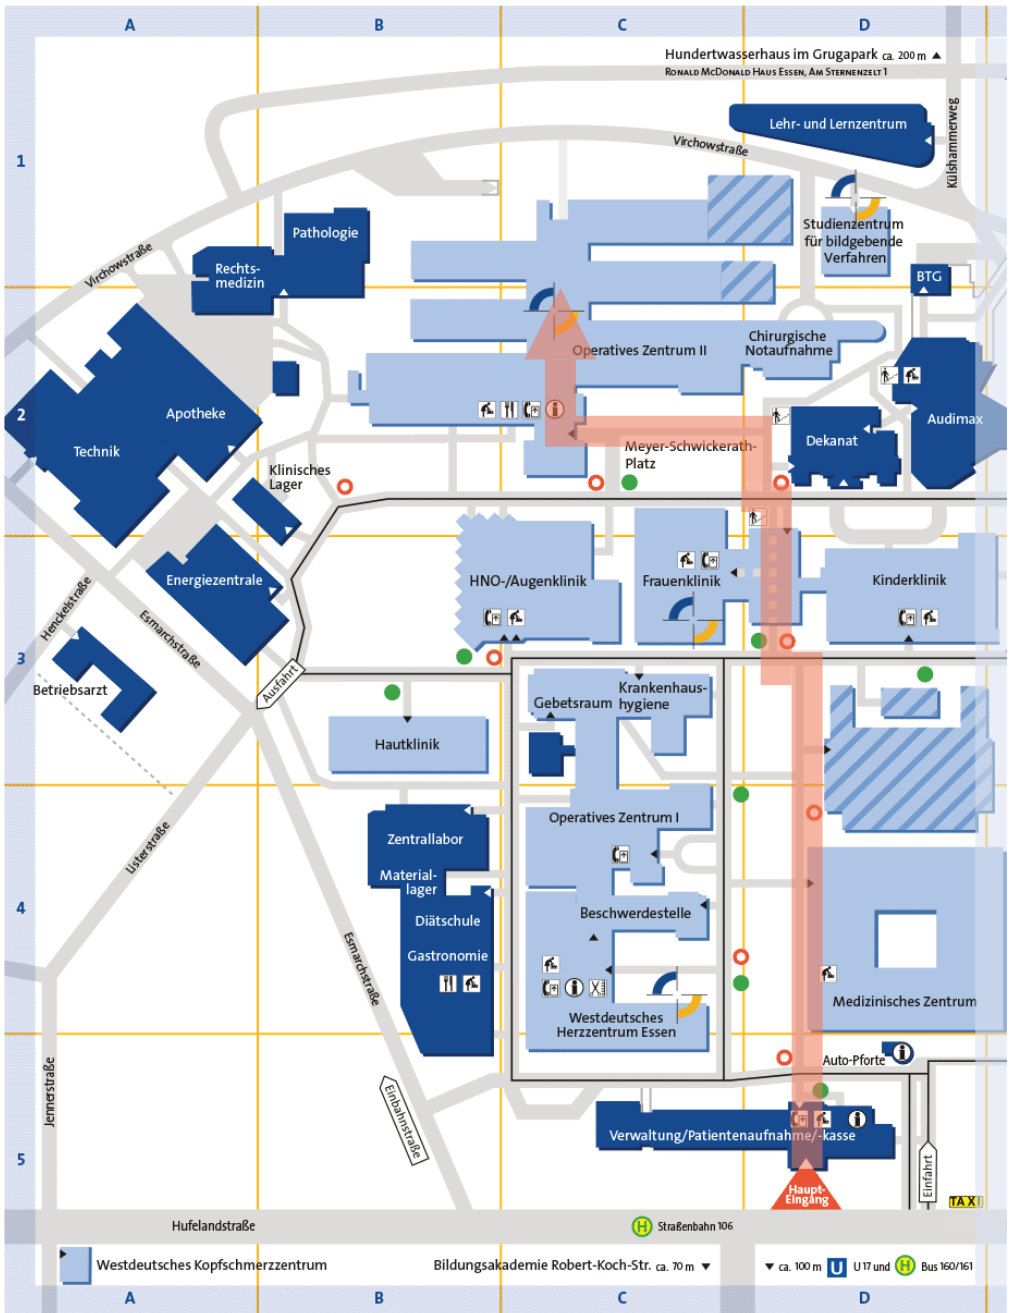 A
B
C
D
Hundertwasserhaus im Grugapark ca. 200 m
Ronald McDonald Haus Essen, Am Sternenzelt 1
Lehr- und Lernzentrum
Külshammerweg
Virchowstraße
1
Studienzentrum
für bildgebende
Verfahren
Pathologie
Rechts-
medizin
Virchowstraße
BTG
Operatives Zentrum II
Chirurgische
Notaufnahme
2
Apotheke
Technik
Audimax
Dekanat
Meyer-Schwickerath-
Platz
Klinisches
Lager
Energiezentrale
HNO-/Augenklinik
Frauenklinik
Kinderklinik
Henckelstraße
Esmarchstraße
3
Betriebsarzt
Ausfahrt
Gebetsraum
Krankenhaus-
hygiene
Hautklinik
Operatives Zentrum I
Zentrallabor
Listerstraße
Material-
lager
4
Diätschule
Beschwerdestelle
Gastronomie
Esmarchstraße
Medizinisches Zentrum
Westdeutsches
Herzzentrum Essen
Auto-Pforte
Jennerstraße
Einbahnstraße
Verwaltung/Patientenaufnahme/-kasse
5
Einfahrt
Haupt-
Eingang
TAXI
Hufelandstraße
H Straßenbahn 106
Westdeutsches Kopfschmerzzentrum
Bildungsakademie Robert-Koch-Str. ca. 70 m
ca. 100 m U U 17 und H Bus 160/161
A
B
C
D